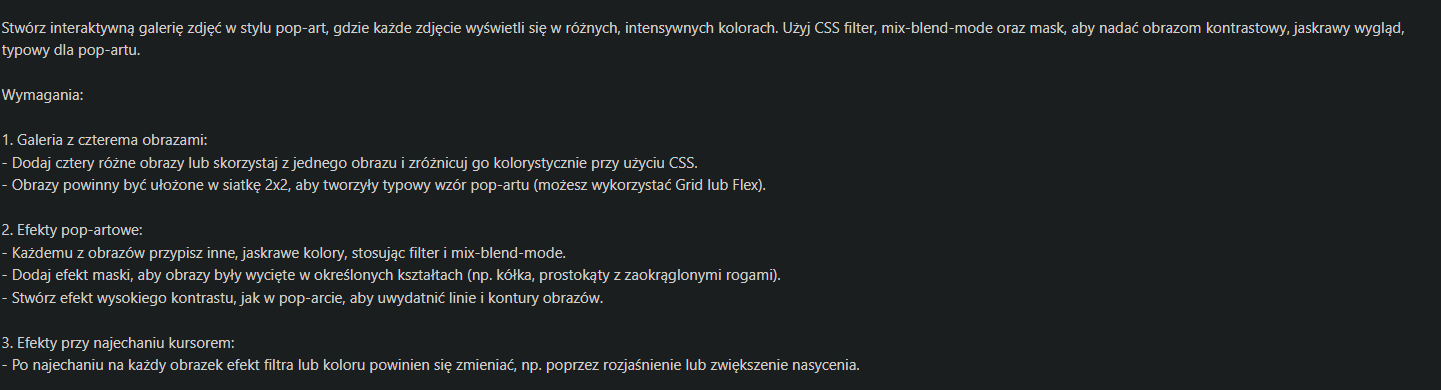 Stwórz interaktywną galerię zdjęć w stylu pop-art, gdzie każde zdjęcie wyświetli się w różnych, intensywnych kolorach. Użyj CSS filter, mix-blend-mode oraz mask, aby nadać obrazom kontrastowy, jaskrawy wygląd,
typowy dla pop-artu.
Wymagania:
1. Galeria z czterema obrazami:
- Dodaj cztery różne obrazy lub skorzystaj z jednego obrazu i zróżnicuj go kolorystycznie przy użyciu CSS.
- Obrazy powinny być ułożone w siatkę 2x2, aby tworzyły typowy wzór pop-artu (możesz wykorzystać Grid lub Flex).
2. Efekty pop-artowe:
- Każdemu z obrazów przypisz inne, jaskrawe kolory, stosując filter i mix-blend-mode.
- Dodaj efekt maski, aby obrazy były wycięte w określonych kształtach (np. kółka, prostokąty z zaokrąglonymi rogami).
- Stwórz efekt wysokiego kontrastu, jak w pop-arcie, aby uwydatnić linie i kontury obrazów.
3. Efekty przy najechaniu kursorem:
- Po najechaniu na każdy obrazek efekt filtra lub koloru powinien się zmieniać, np. poprzez rozjaśnienie lub zwiększenie nasycenia.